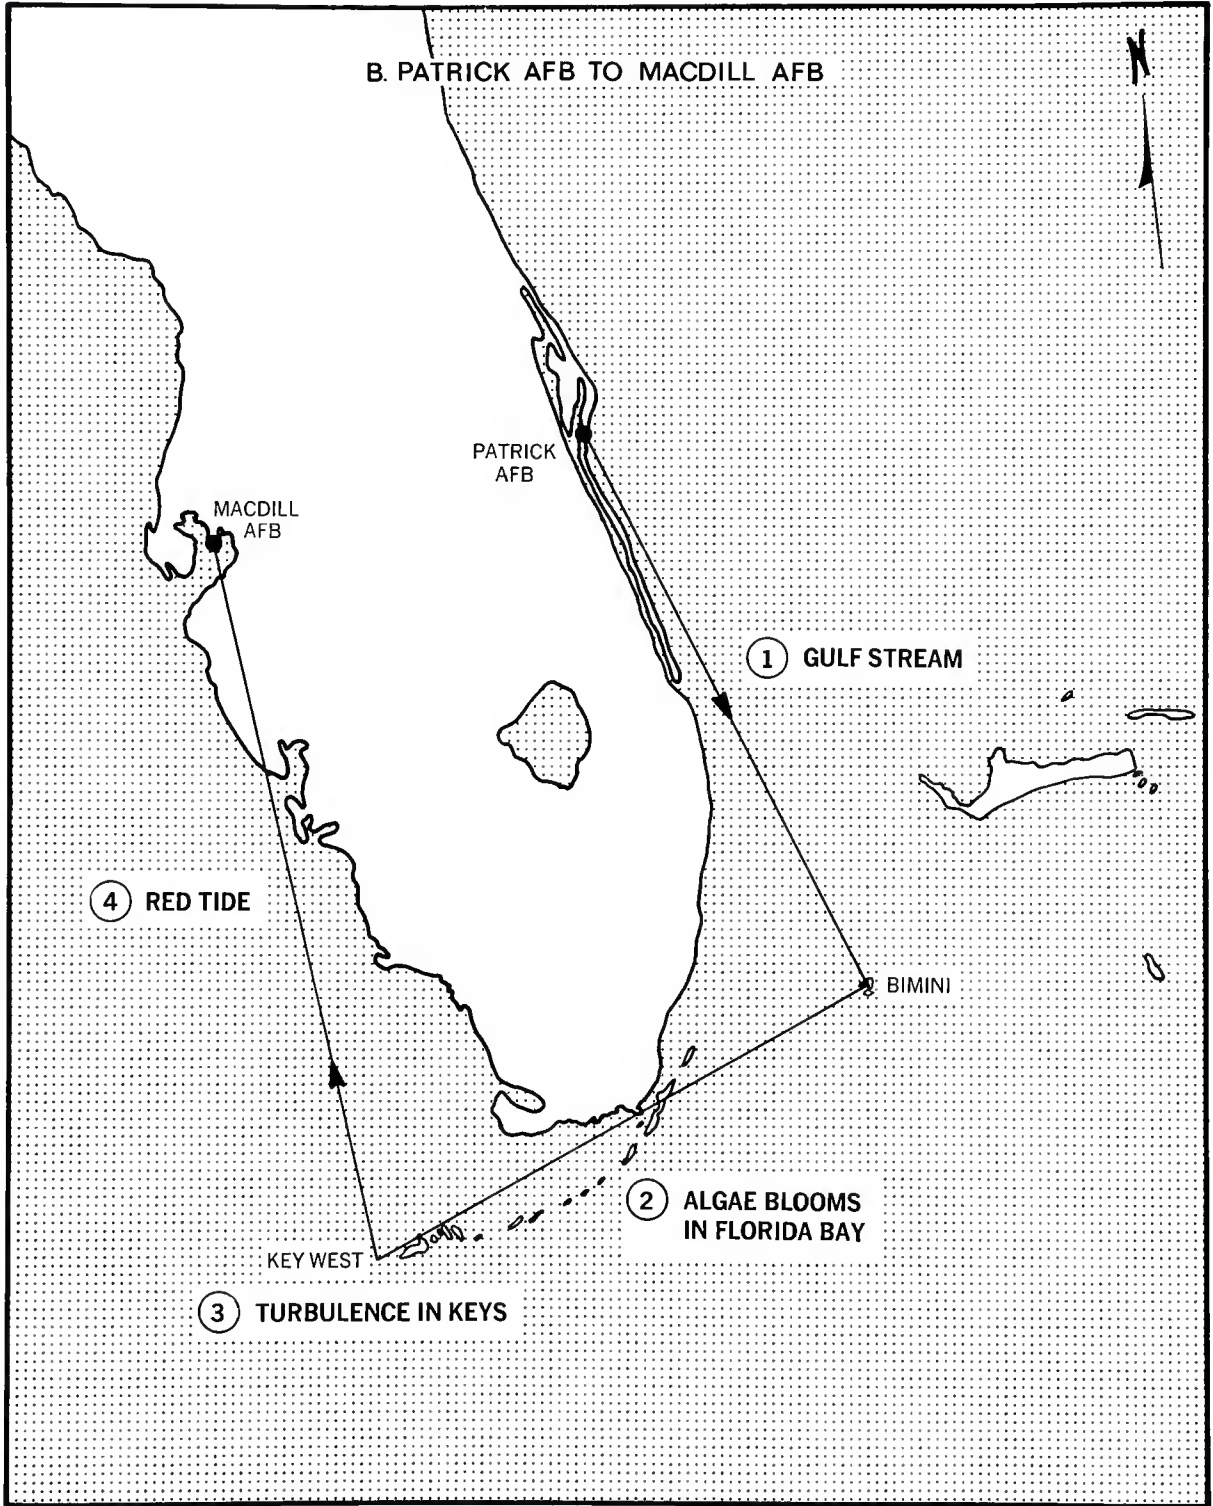 B. PATRICK AFB TO MACDILL AFB
N
PATRICK
AFB
MACDILL
AFB
1 GULF STREAM
4 RED TIDE
BIMINI
2 ALGAE BLOOMS
IN FLORIDA BAY
KEY WEST
3 TURBULENCE IN KEYS